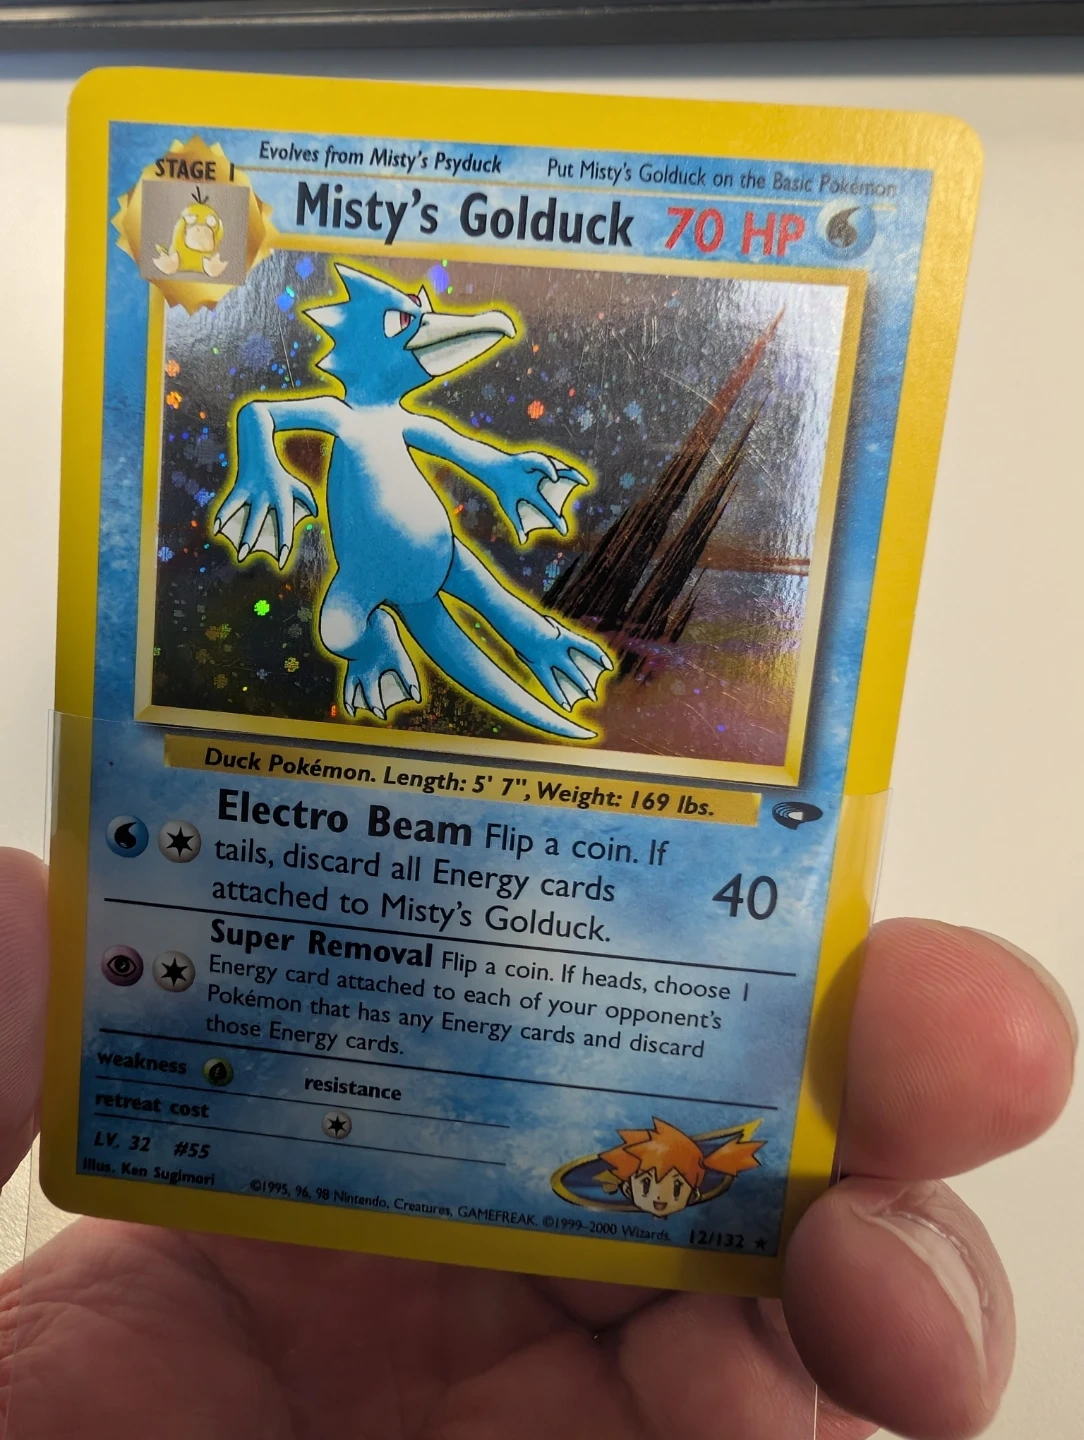 Evolves from Misty's Psyduck
Put Misty's Golduck on the Basic Pokémon
STAGE 1
Misty's Golduck 70 HP
Duck Pokémon. Length: 5' 7", Weight: 169 lbs.
Electro Beam Flip a coin. If
tails, discard all Energy cards
attached to Misty's Golduck.
40
Super Removal Flip a coin. If heads, choose 1
Energy card attached to each of your opponent's
Pokémon that has any Energy cards and discard
those Energy cards.
weakness
resistance
retreat cost
LV. 32 #55
Illus. Ken Sugimori
©1995, 96, 98 Nintendo, Creatures, GAMEFREAK. ©1999-2000 Wizards.
12/132 ★